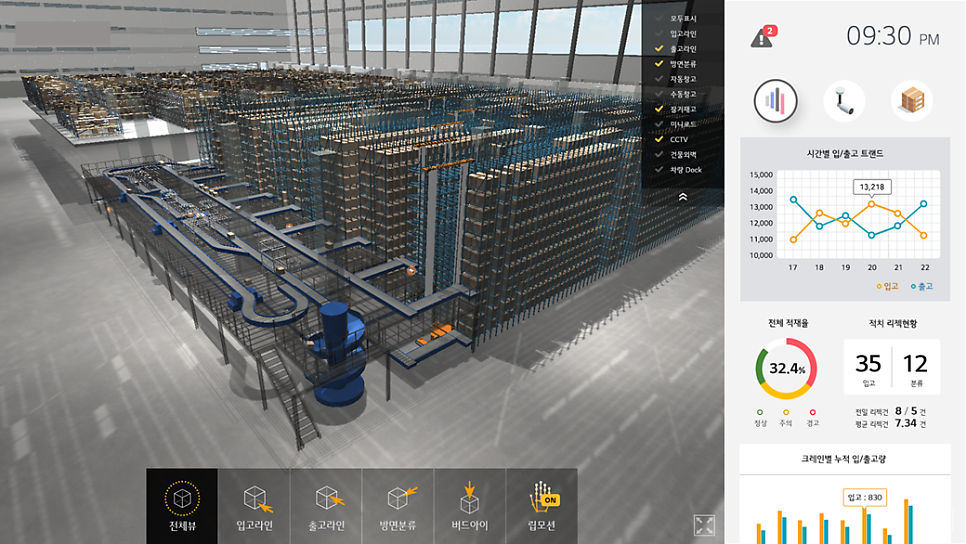 모두표시
입고라인
출고라인
방면분류
자동창고
수동창고
잠겨재고
미니로드
CCTV
건물외벽
차량 Dock
2
09:30 PM
시간별 입/출고 트랜드
15,000
14,000
13,000
12,000
11,000
10,000
13,218
17 18 19 20 21 22
입고 출고
전체 적재율
32.4%
정상 주의 경고
적치 리젝현황
35 12
입고 분류
전일 리젝건 8 / 5 건
평균 리젝건 7.34 건
크레인별 누적 입/출고량
입고 : 830
전체뷰
입고라인
출고라인
방면분류
버드아이
ON
립모션